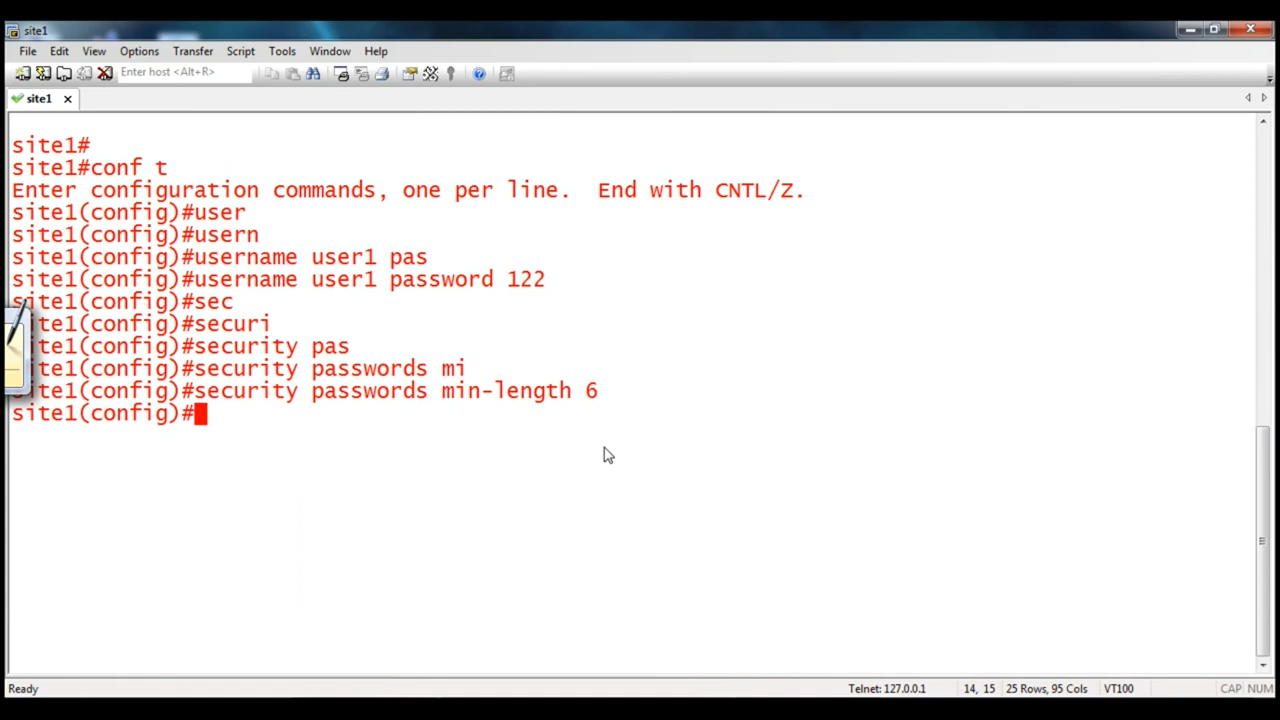 site1
File Edit View Options Transfer Script Tools Window Help
Enter host <Alt+R>
site1
site1#
site1#conf t
Enter configuration commands, one per line.  End with CNTL/Z.
site1(config)#user
site1(config)#usern
site1(config)#username user1 pas
site1(config)#username user1 password 122
site1(config)#sec
site1(config)#securi
site1(config)#security pas
site1(config)#security passwords mi
site1(config)#security passwords min-length 6
site1(config)#
Ready Telnet: 127.0.0.1 14, 15 25 Rows, 95 Cols VT100 CAP NUM